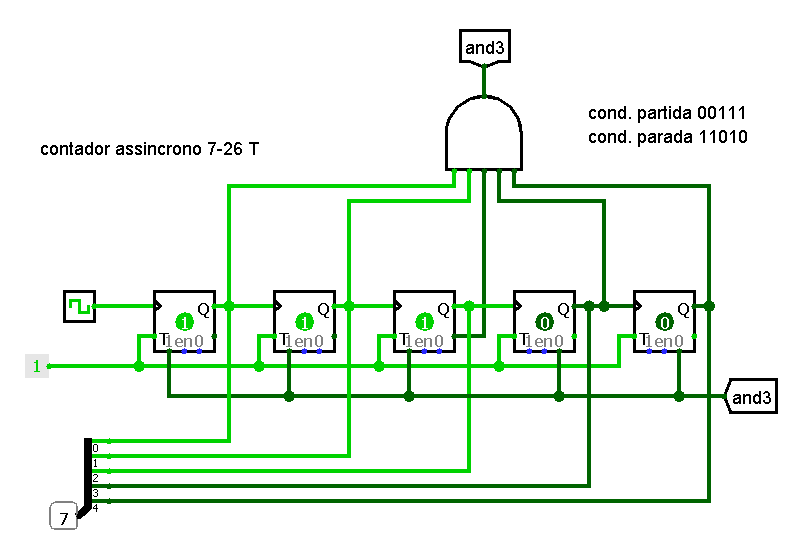 and3
cond. partida 00111
cond. parada 11010
contador assincrono 7-26 T
Q Q Q Q Q
1 1 1 0 0
T T T T T
1en0 1en0 1en0 1en0 1en0
1
and3
0
1
2
3
4
7